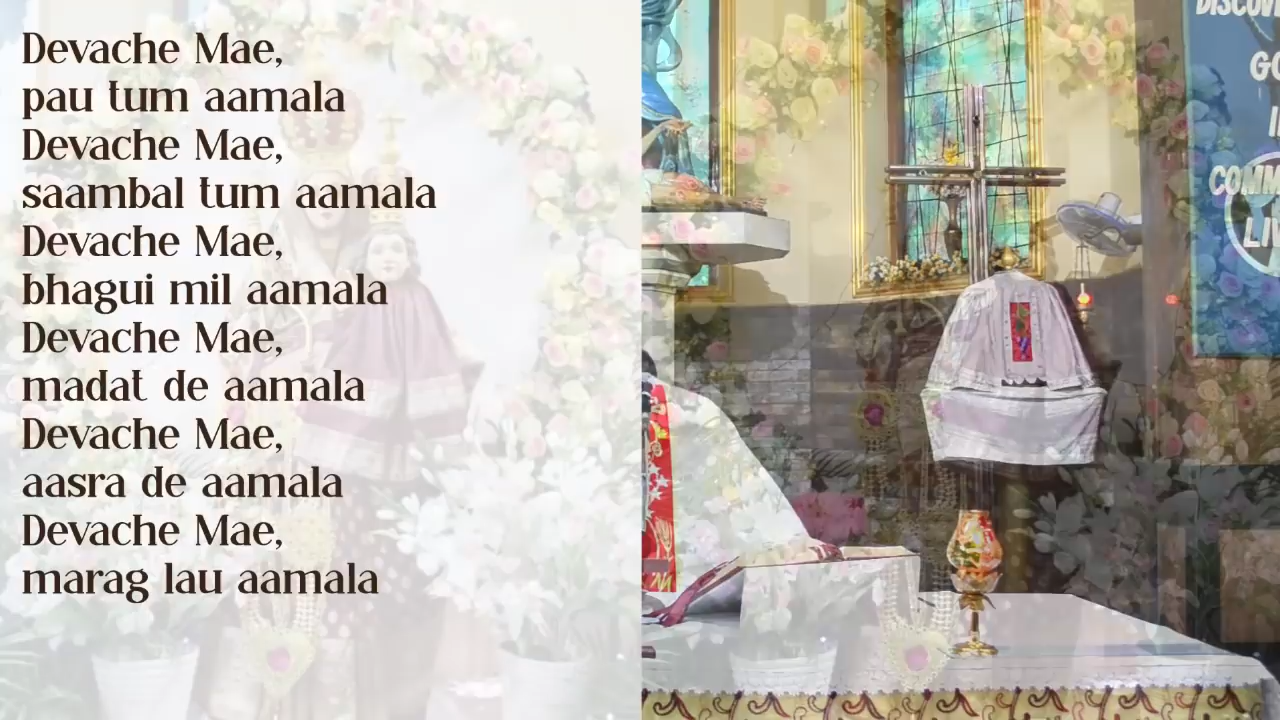 Devache Mae,
pau tum aamala
Devache Mae,
saambal tum aamala
Devache Mae,
bhagui mil aamala
Devache Mae,
madat de aamala
Devache Mae,
aasra de aamala
Devache Mae,
marag lau aamala